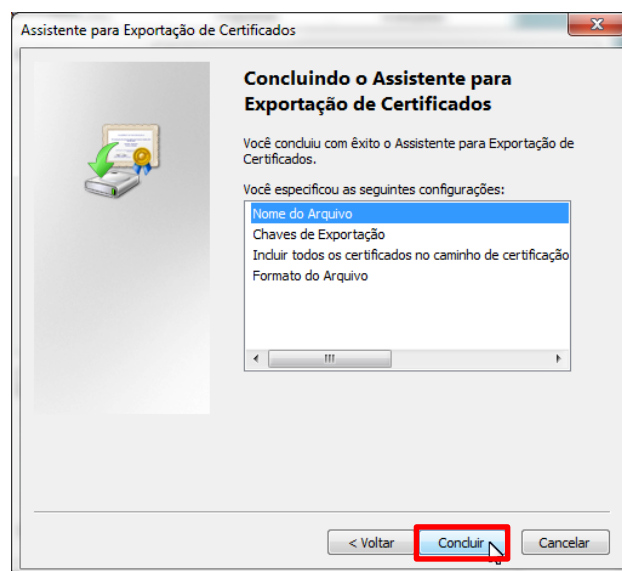 Assistente para Exportação de Certificados
Concluindo o Assistente para
Exportação de Certificados
Você concluiu com êxito o Assistente para Exportação de
Certificados.
Você especificou as seguintes configurações:
Nome do Arquivo
Chaves de Exportação
Incluir todos os certificados no caminho de certificação
Formato do Arquivo
< Voltar
Concluir
Cancelar